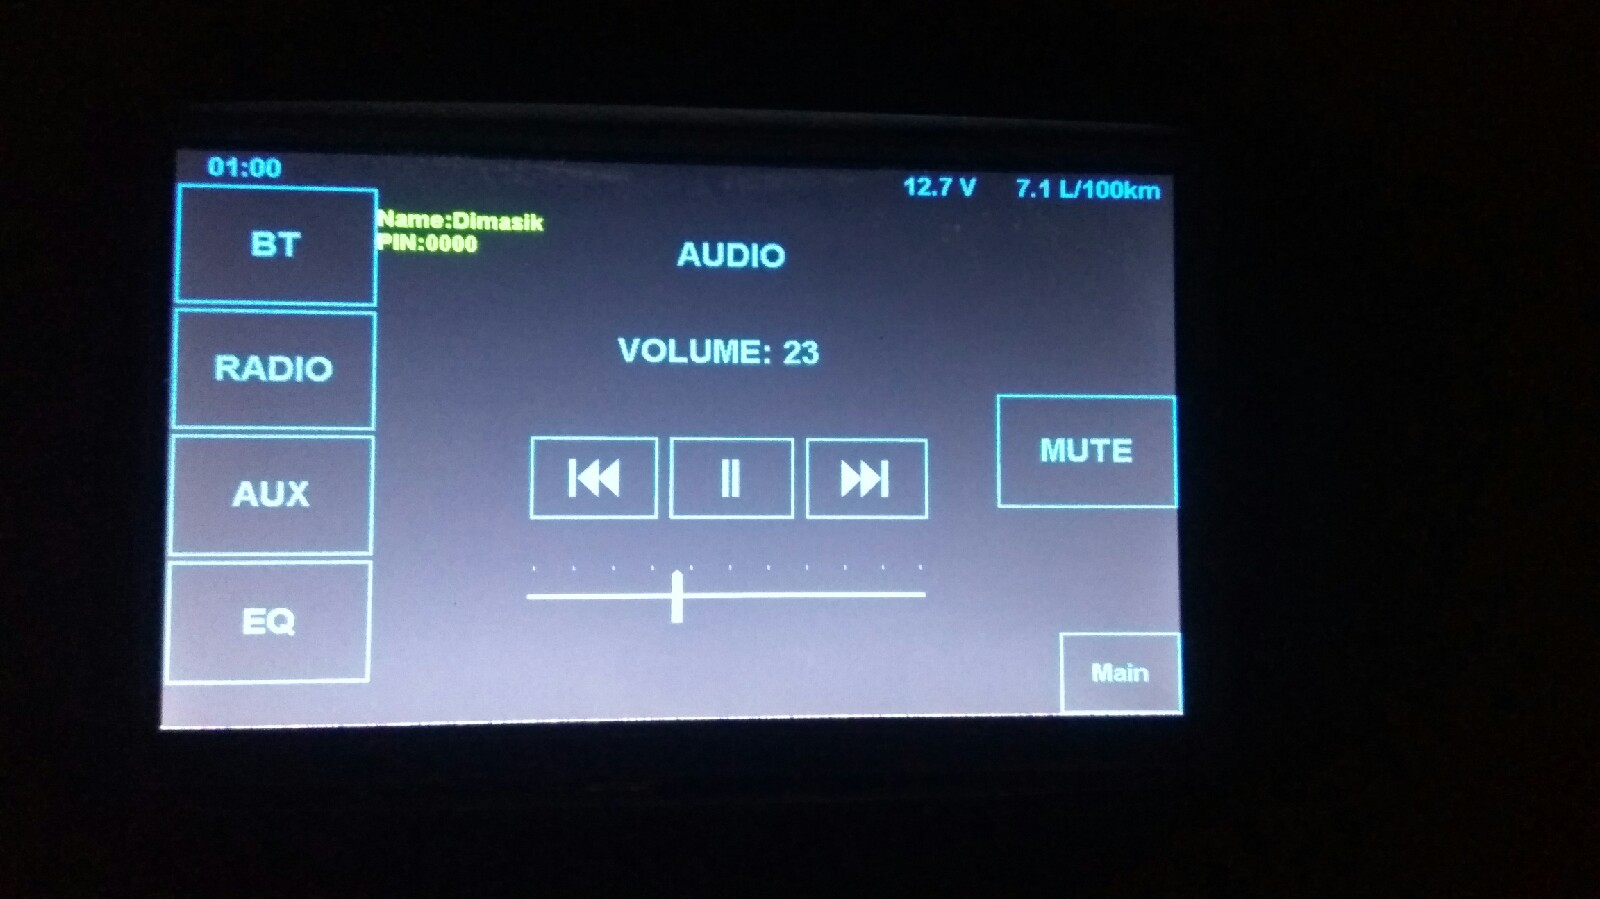 01:00
12.7 V 7.1 L/100km
BT
Name:Dimasik
PIN:0000
AUDIO
RADIO
VOLUME: 23
MUTE
AUX
EQ
Main